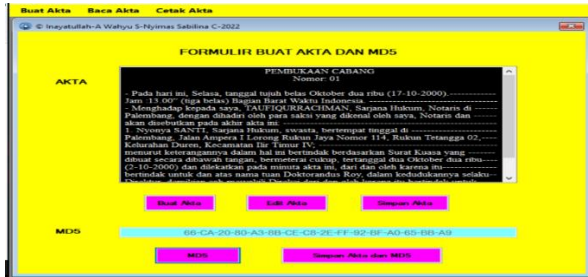 Buat Akta Baca Akta Cetak Akta
© Inayatullah-A Wahyu S-Nyimas Sabilina C-2022
FORMULIR BUAT AKTA DAN MD5
AKTA
PEMBUKAAN CABANG
Nomor: 01
- Pada hari ini, Selasa, tanggal tujuh belas Oktober dua ribu (17-10-2000).-----------
Jam 13.00" (tiga belas) Bagian Barat Waktu Indonesia. ---------------------------
- Menghadap kepada saya, TAUFIQURRACHMAN, Sarjana Hukum, Notaris di -----
Palembang, dengan dihadiri oleh para saksi yang dikenal oleh saya, Notaris dan ------
akan disebutkan pada akhir akta ini: ---------------------------
1. Nyonya SANTI, Sarjana Hukum, swasta, bertempat tinggal di --------------------
Palembang, Jalan Ampera I Lorong Rukun Jaya Nomor 114, Rukun Tetangga 02,----
Kelurahan Duren, Kecamatan Ilir Timur IV; ---------------------------
menurut keterangannya dalam hal ini bertindak berdasarkan Surat Kuasa yang ------
dibuat secara dibawah tangan, bermeterai cukup, tertanggal dua Oktober dua ribu----
(2-10-2000) dan dilekatkan pada minuta akta ini, dari dan oleh karena itu----------
bertindak untuk dan atas nama tuan Doktorandus Roy, dalam kedudukannya selaku--
Buat Akta Edit Akta Simpan Akta
MD5
66-CA-20-80-A3-8B-CE-C8-2E-FF-92-BF-A0-65-BB-A9
MD5 Simpan Akta dan MD5